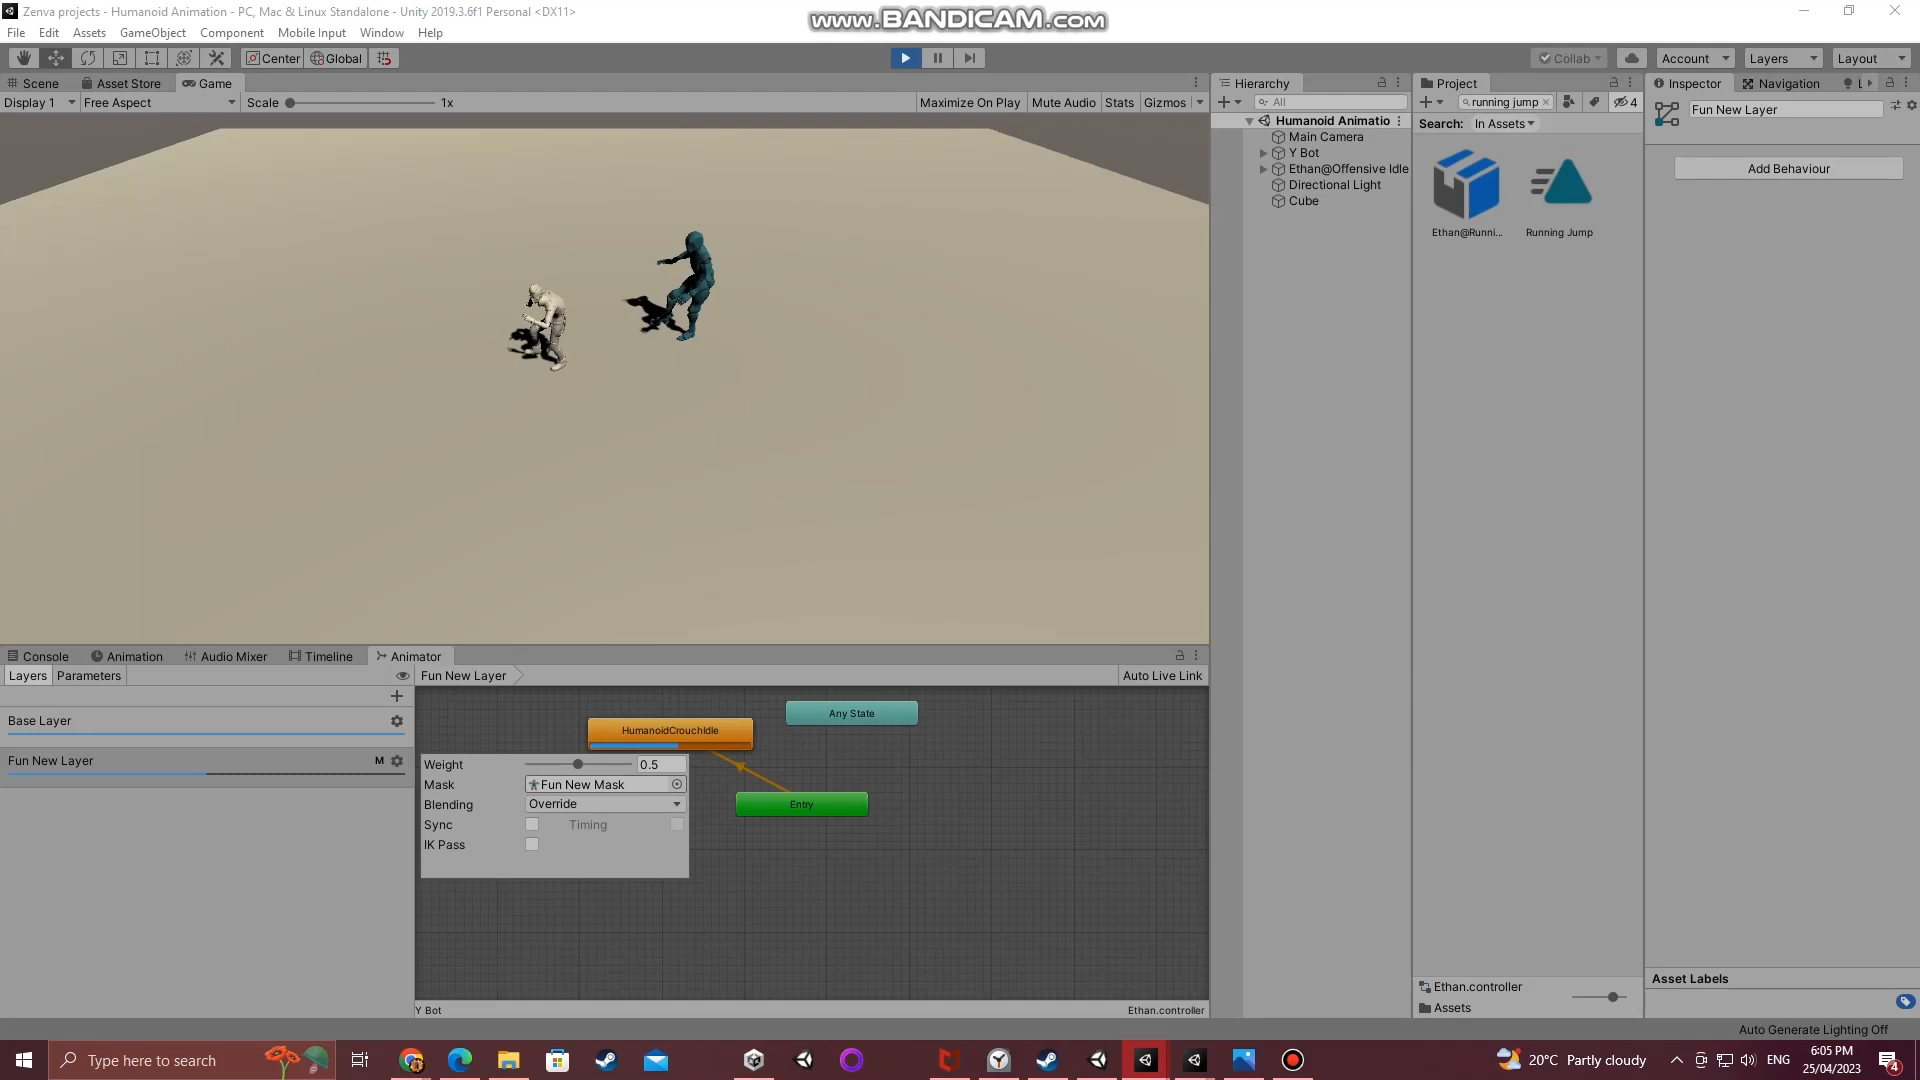 Zenva projects - Humanoid Animation - PC, Mac & Linux Standalone - Unity 2019.3.6f1 Personal <DX11>
www.BANDICAM.com
File Edit Assets GameObject Component Mobile Input Window Help
Center Global Collab Account Layers Layout
Scene Asset Store Game
Display 1 Free Aspect Scale 1x Maximize On Play Mute Audio Stats Gizmos
Hierarchy
All
Humanoid Animatio
Main Camera
Y Bot
Ethan@Offensive Idle
Directional Light
Cube
Project
running jump 4
Search: In Assets
Ethan@Runni... Running Jump
Ethan.controller
Assets
Inspector Navigation L
Fun New Layer
Add Behaviour
Asset Labels
Console Animation Audio Mixer Timeline Animator
Layers Parameters Fun New Layer Auto Live Link
Base Layer
Fun New Layer M
Any State
HumanoidCrouchIdle
Entry
Weight 0.5
Mask Fun New Mask
Blending Override
Sync Timing
IK Pass
Y Bot Ethan.controller
Auto Generate Lighting Off
Type here to search
20°C Partly cloudy ENG
6:05 PM
25/04/2023
4